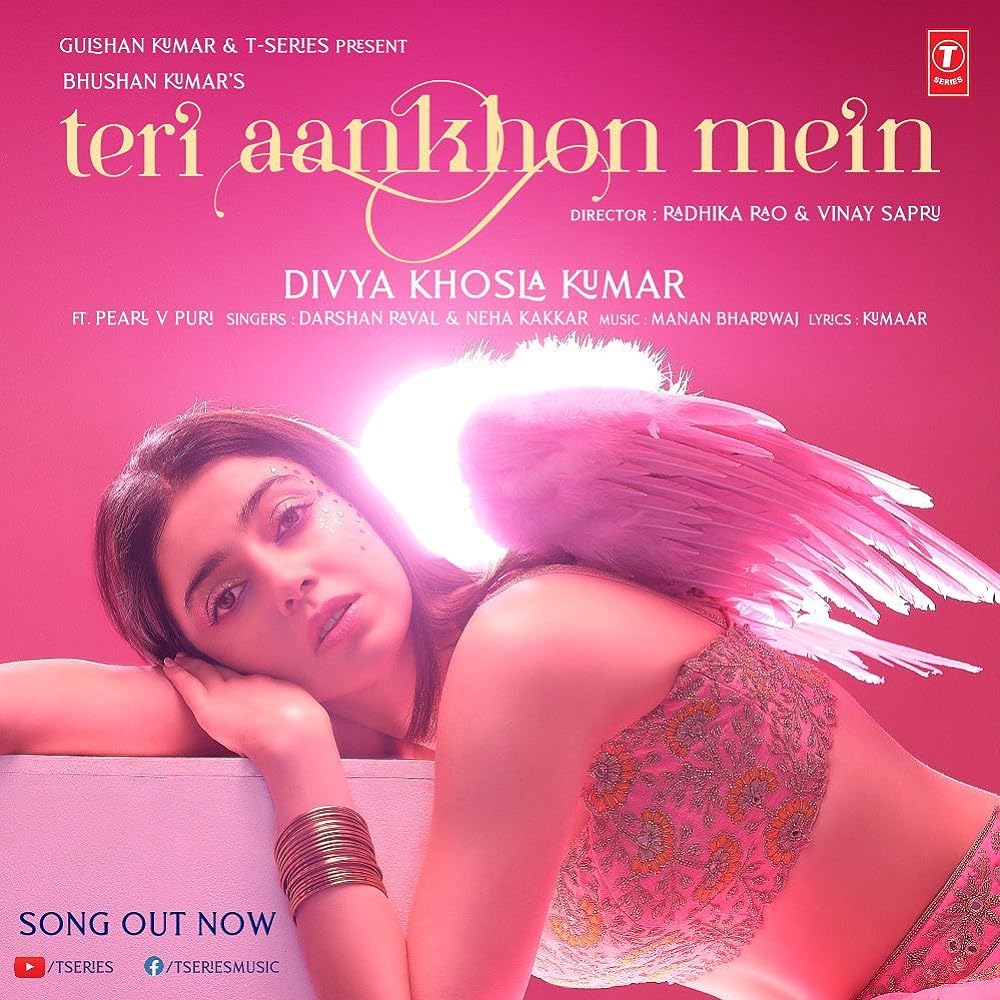 GULSHAN KUMAR & T-SERIES PRESENT
T
SERIES
BHUSHAN KUMAR'S
teri aankhon mein
DIRECTOR : RADHIKA RAO & VINAY SAPRU
DIVYA KHOSLA KUMAR
FT. PEARL V PURI SINGERS : DARSHAN RAVAL & NEHA KAKKAR MUSIC : MANAN BHARDWAJ LYRICS : KUMAAR
SONG OUT NOW
/TSERIES f/TSERIESMUSIC